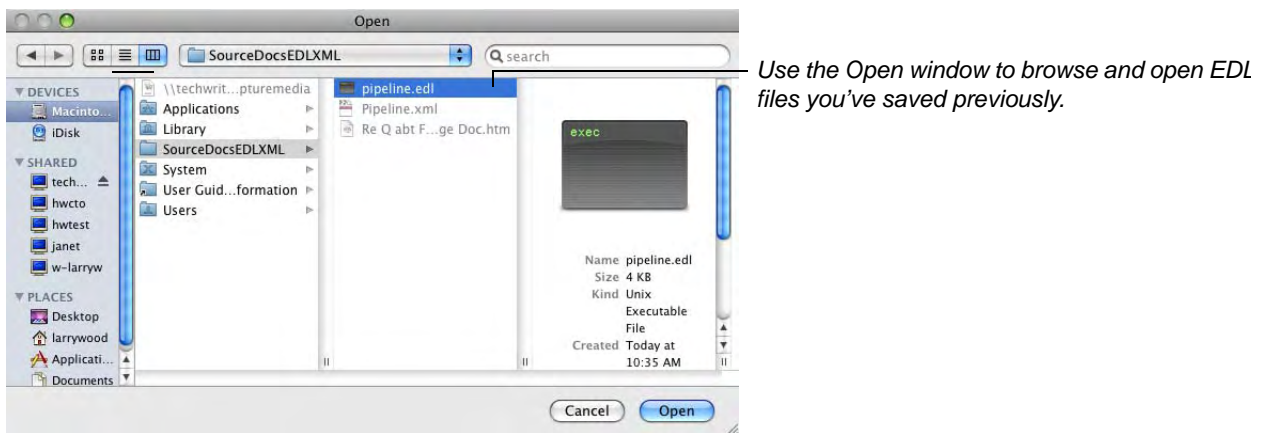 Open
SourceDocsEDLXML
search
DEVICES
Macinto...
iDisk
SHARED
tech...
hwcto
hwtest
janet
w-larryw
PLACES
Desktop
larrywood
Applicati...
Documents
\\techwrit...pturemedia
Applications
Library
SourceDocsEDLXML
System
User Guid...formation
Users
pipeline.edl
Pipeline.xml
Re Q abt F...ge Doc.htm
exec
Name pipeline.edl
Size 4 KB
Kind Unix
Executable
File
Created Today at
10:35 AM
Cancel
Open
Use the Open window to browse and open EDL
files you've saved previously.